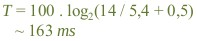 T = 100 . log₂(14 / 5,4 + 0,5)
~ 163 ms